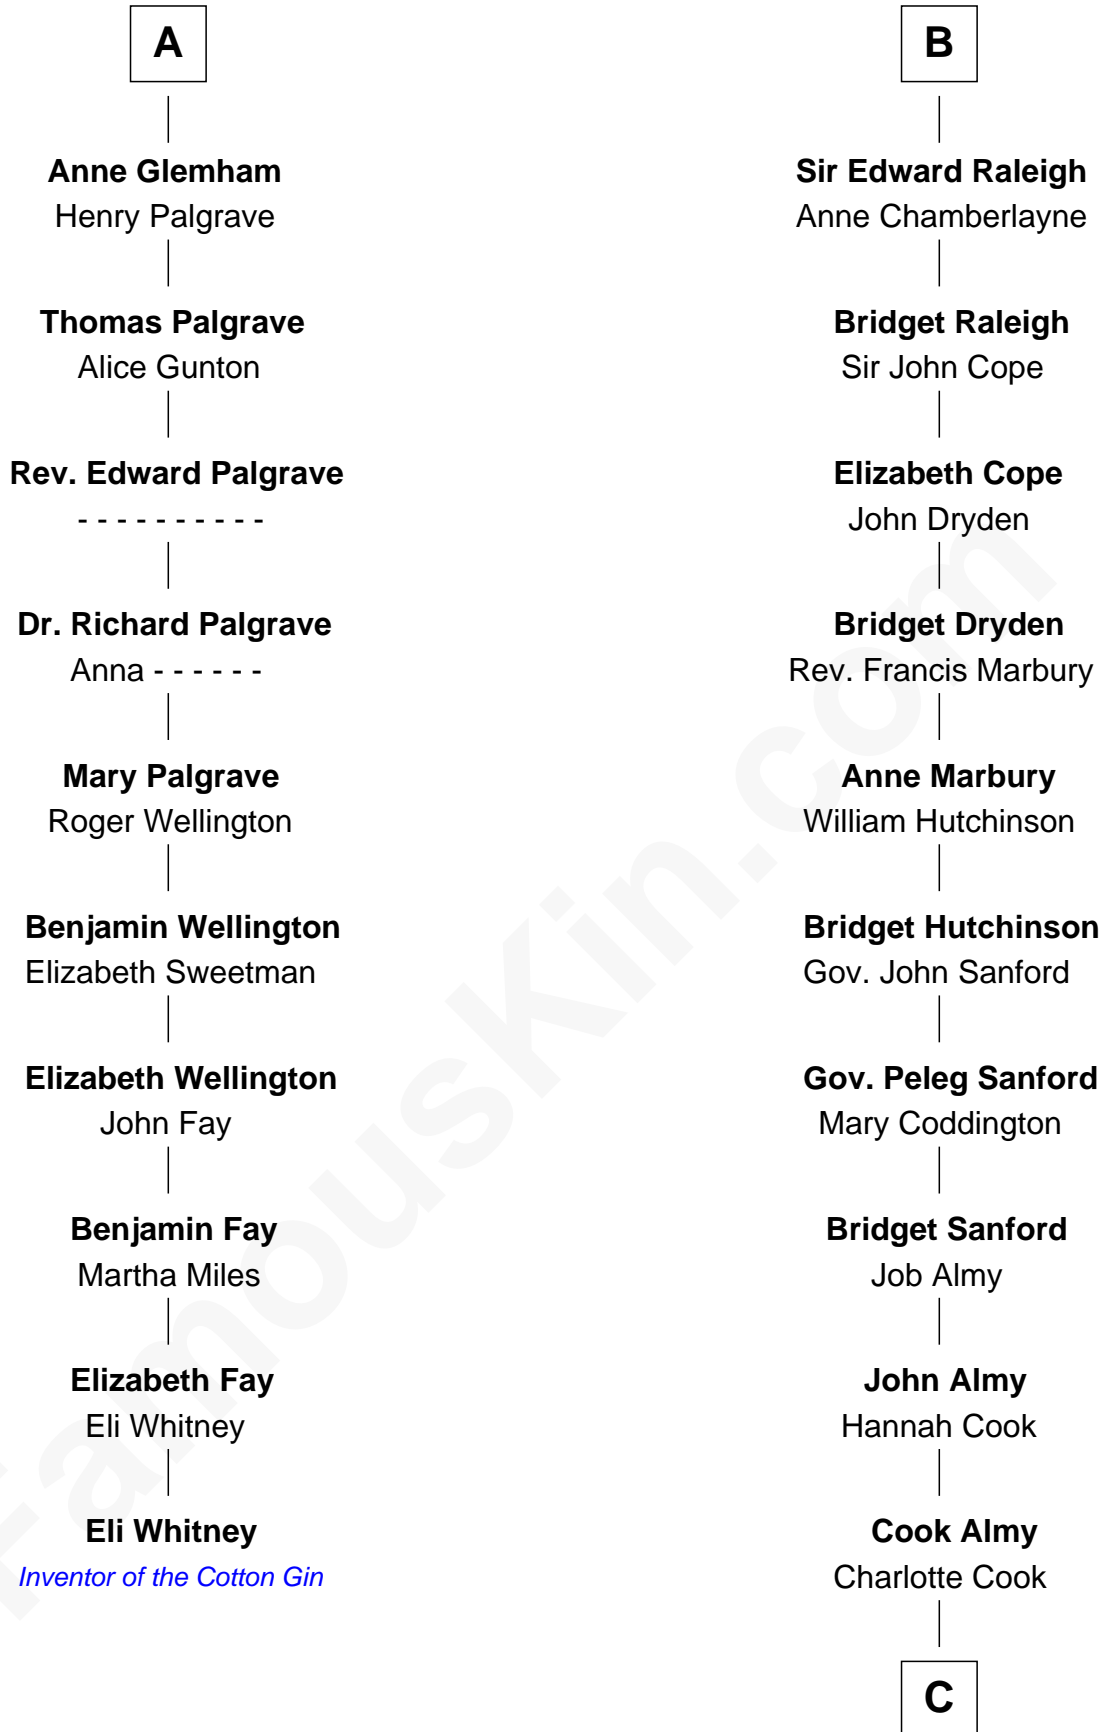 A
Anne Glemham
Henry Palgrave
Thomas Palgrave
Alice Gunton
Rev. Edward Palgrave
- - - - - - - - - -
Dr. Richard Palgrave
Anna - - - - - -
Mary Palgrave
Roger Wellington
Benjamin Wellington
Elizabeth Sweetman
Elizabeth Wellington
John Fay
Benjamin Fay
Martha Miles
Elizabeth Fay
Eli Whitney
Eli Whitney
Inventor of the Cotton Gin
B
Sir Edward Raleigh
Anne Chamberlayne
Bridget Raleigh
Sir John Cope
Elizabeth Cope
John Dryden
Bridget Dryden
Rev. Francis Marbury
Anne Marbury
William Hutchinson
Bridget Hutchinson
Gov. John Sanford
Gov. Peleg Sanford
Mary Coddington
Bridget Sanford
Job Almy
John Almy
Hannah Cook
Cook Almy
Charlotte Cook
C
FamousKin.com